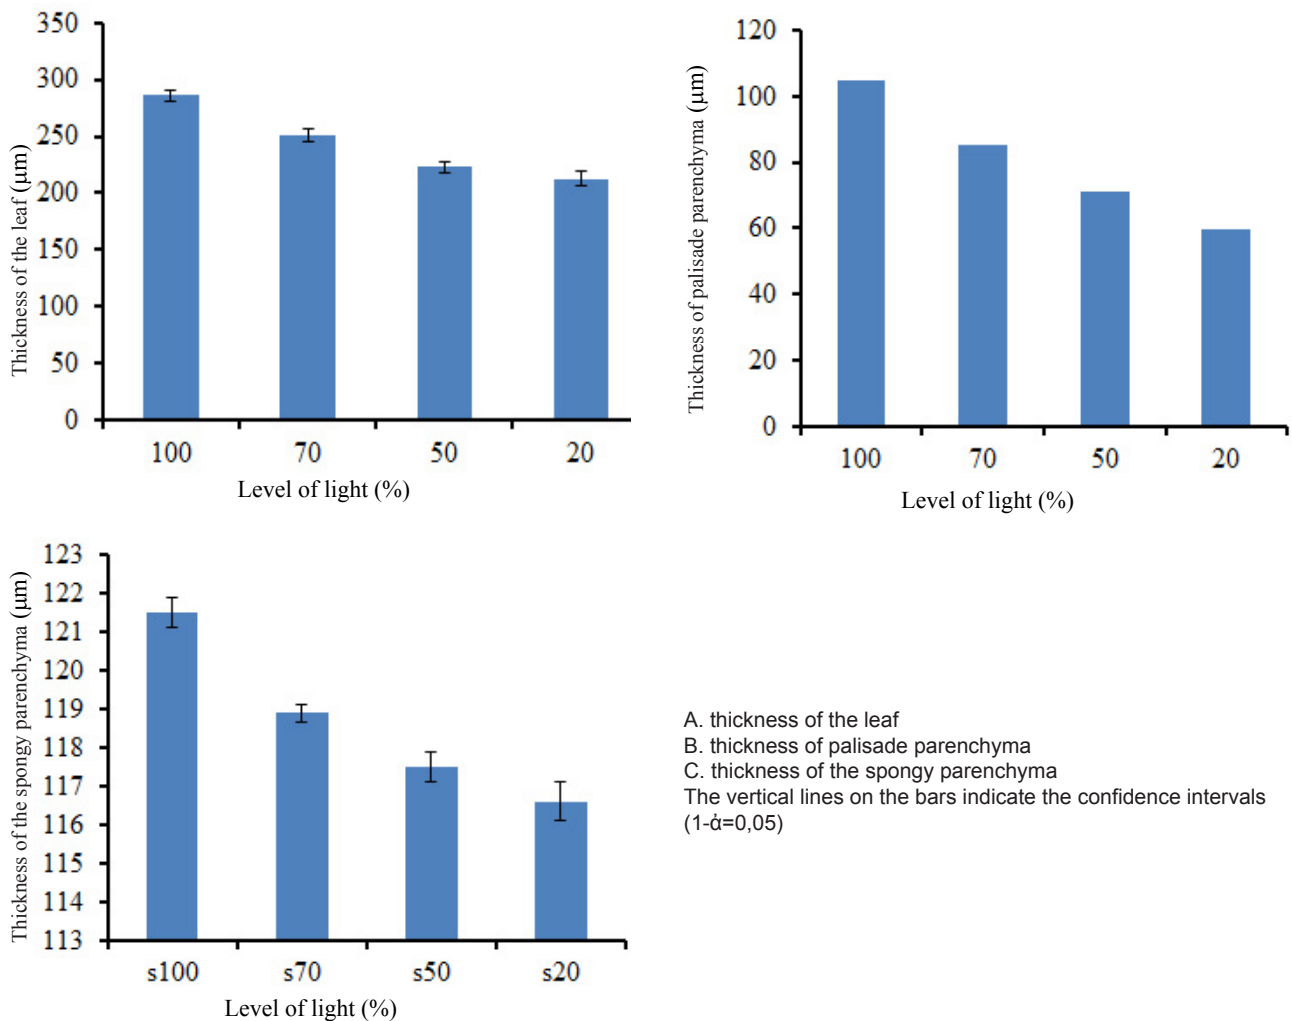 350
300
250
200
150
100
50
0
Thickness of the leaf (μm)
100 70 50 20
Level of light (%)
120
100
80
60
40
20
0
Thickness of palisade parenchyma (μm)
100 70 50 20
Level of light (%)
123
122
121
120
119
118
117
116
115
114
113
Thickness of the spongy parenchyma (μm)
s100 s70 s50 s20
Level of light (%)
A. thickness of the leaf
B. thickness of palisade parenchyma
C. thickness of the spongy parenchyma
The vertical lines on the bars indicate the confidence intervals
(1-ἀ=0,05)